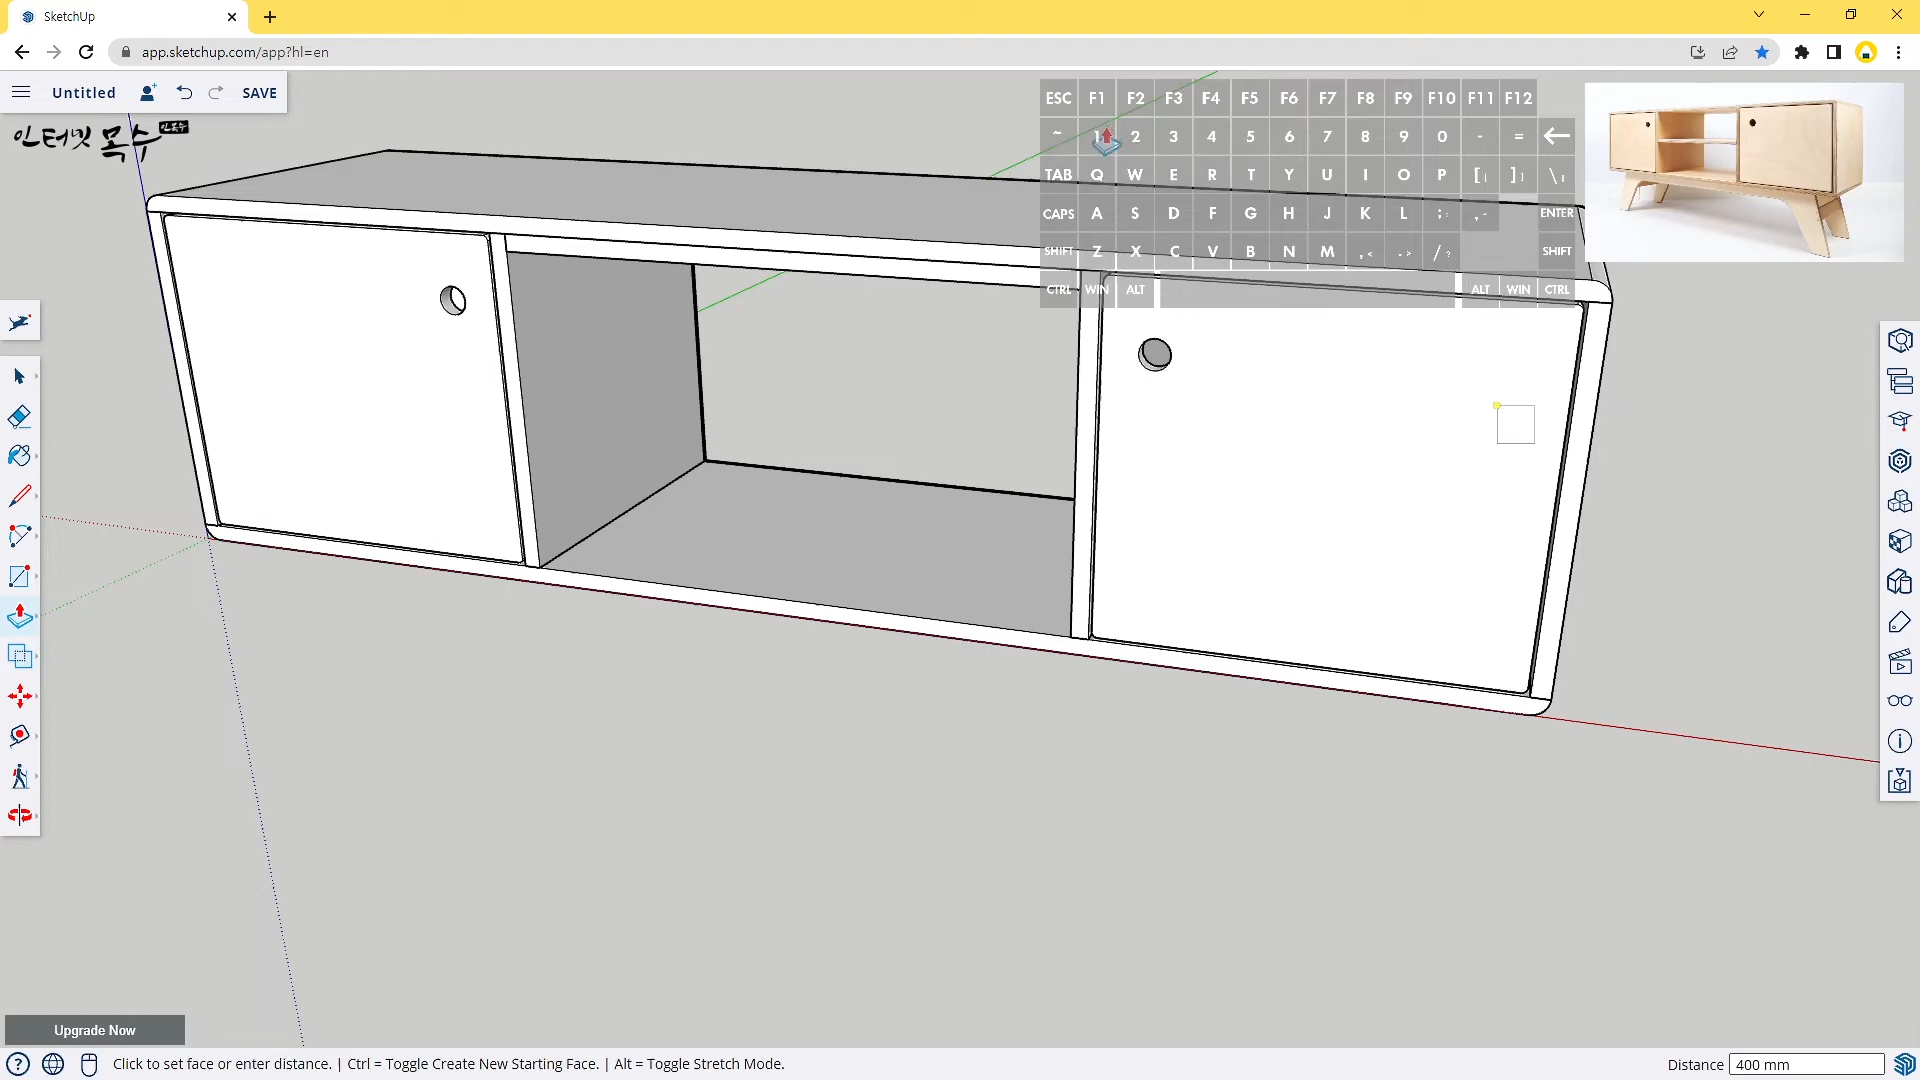 SketchUp
app.sketchup.com/app?hl=en
Untitled
SAVE
인터넷 목수
ESC F1 F2 F3 F4 F5 F6 F7 F8 F9 F10 F11 F12
~ 1 2 3 4 5 6 7 8 9 0 - =
TAB Q W E R T Y U I O P [ { ] } \ |
CAPS A S D F G H J K L ; : ENTER
SHIFT Z X C V B N M , < . > / ? SHIFT
CTRL WIN ALT ALT WIN CTRL
Upgrade Now
Click to set face or enter distance. | Ctrl = Toggle Create New Starting Face. | Alt = Toggle Stretch Mode.
Distance 400 mm